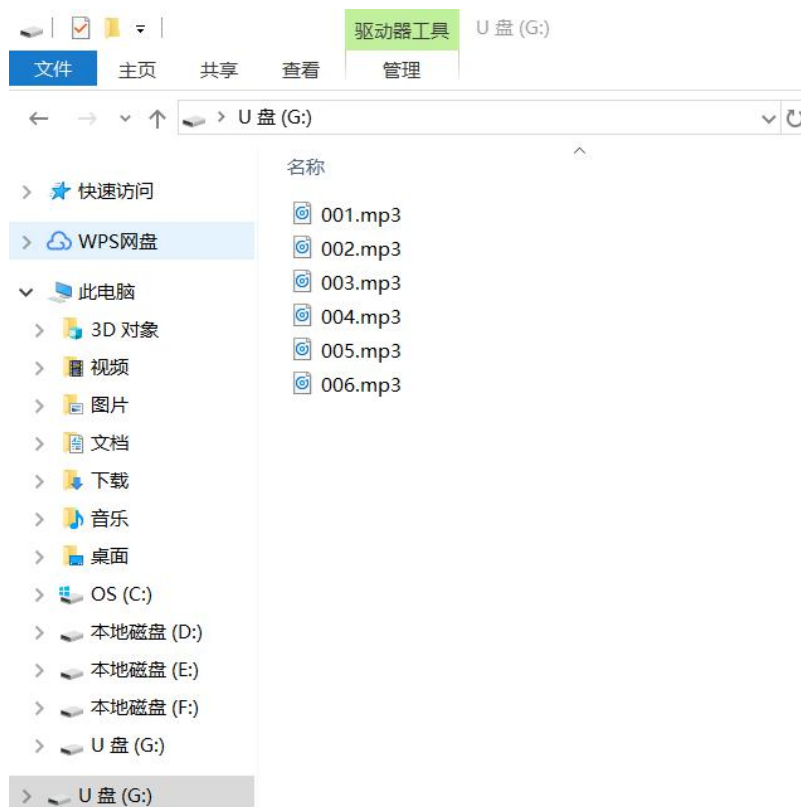 驱动器工具 U 盘 (G:)
文件 主页 共享 查看 管理
U 盘 (G:)
名称
快速访问
WPS网盘
此电脑
3D 对象
视频
图片
文档
下载
音乐
桌面
OS (C:)
本地磁盘 (D:)
本地磁盘 (E:)
本地磁盘 (F:)
U 盘 (G:)
U 盘 (G:)
001.mp3
002.mp3
003.mp3
004.mp3
005.mp3
006.mp3